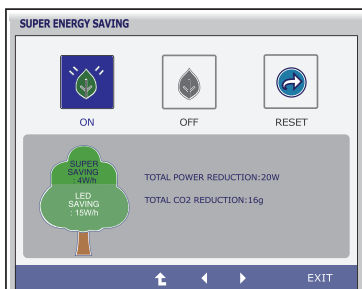 SUPER ENERGY SAVING
ON
OFF
RESET
SUPER
SAVING
: 4W/h
LED
SAVING
: 15W/h
TOTAL POWER REDUCTION:20W
TOTAL CO2 REDUCTION:16g
EXIT